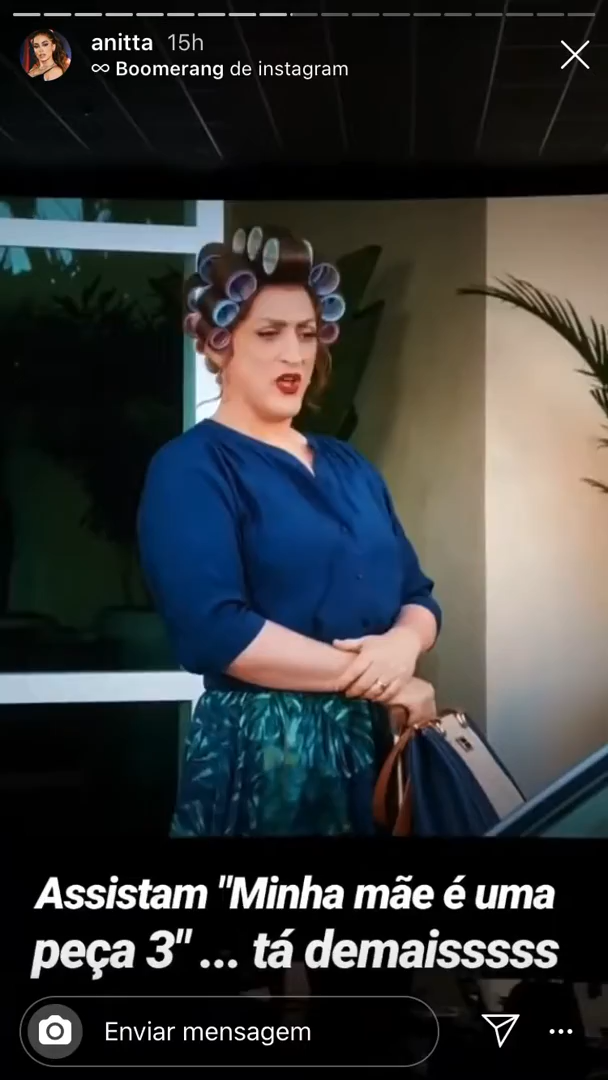 anitta 15h
∞ Boomerang de instagram
Assistam "Minha mãe é uma
peça 3" ... tá demaisssss
Enviar mensagem